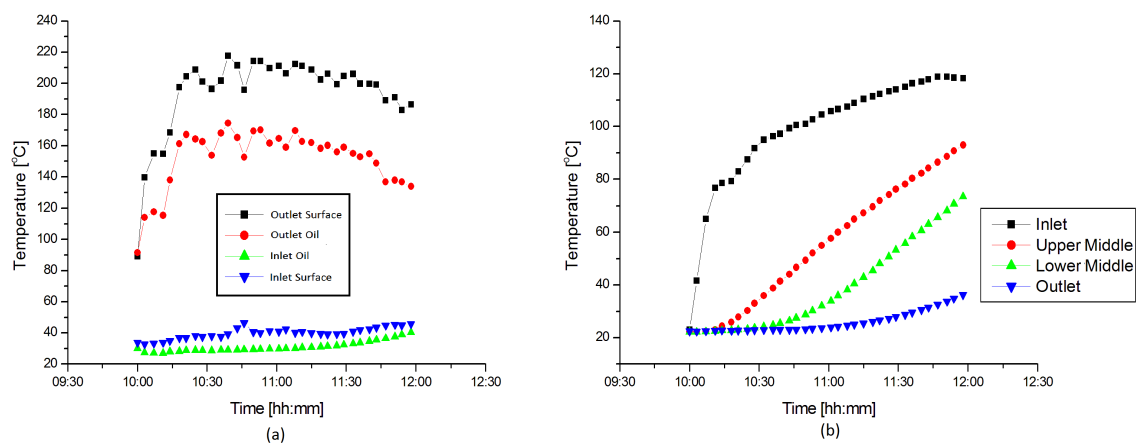 240
220
200
180
160
140
120
100
80
60
40
20
Temperature [°C]
Outlet Surface
Outlet Oil
Inlet Oil
Inlet Surface
09:30 10:00 10:30 11:00 11:30 12:00 12:30
Time [hh:mm]
(a)
140
120
100
80
60
40
20
Temperature [°C]
Inlet
Upper Middle
Lower Middle
Outlet
09:30 10:00 10:30 11:00 11:30 12:00 12:30
Time [hh:mm]
(b)